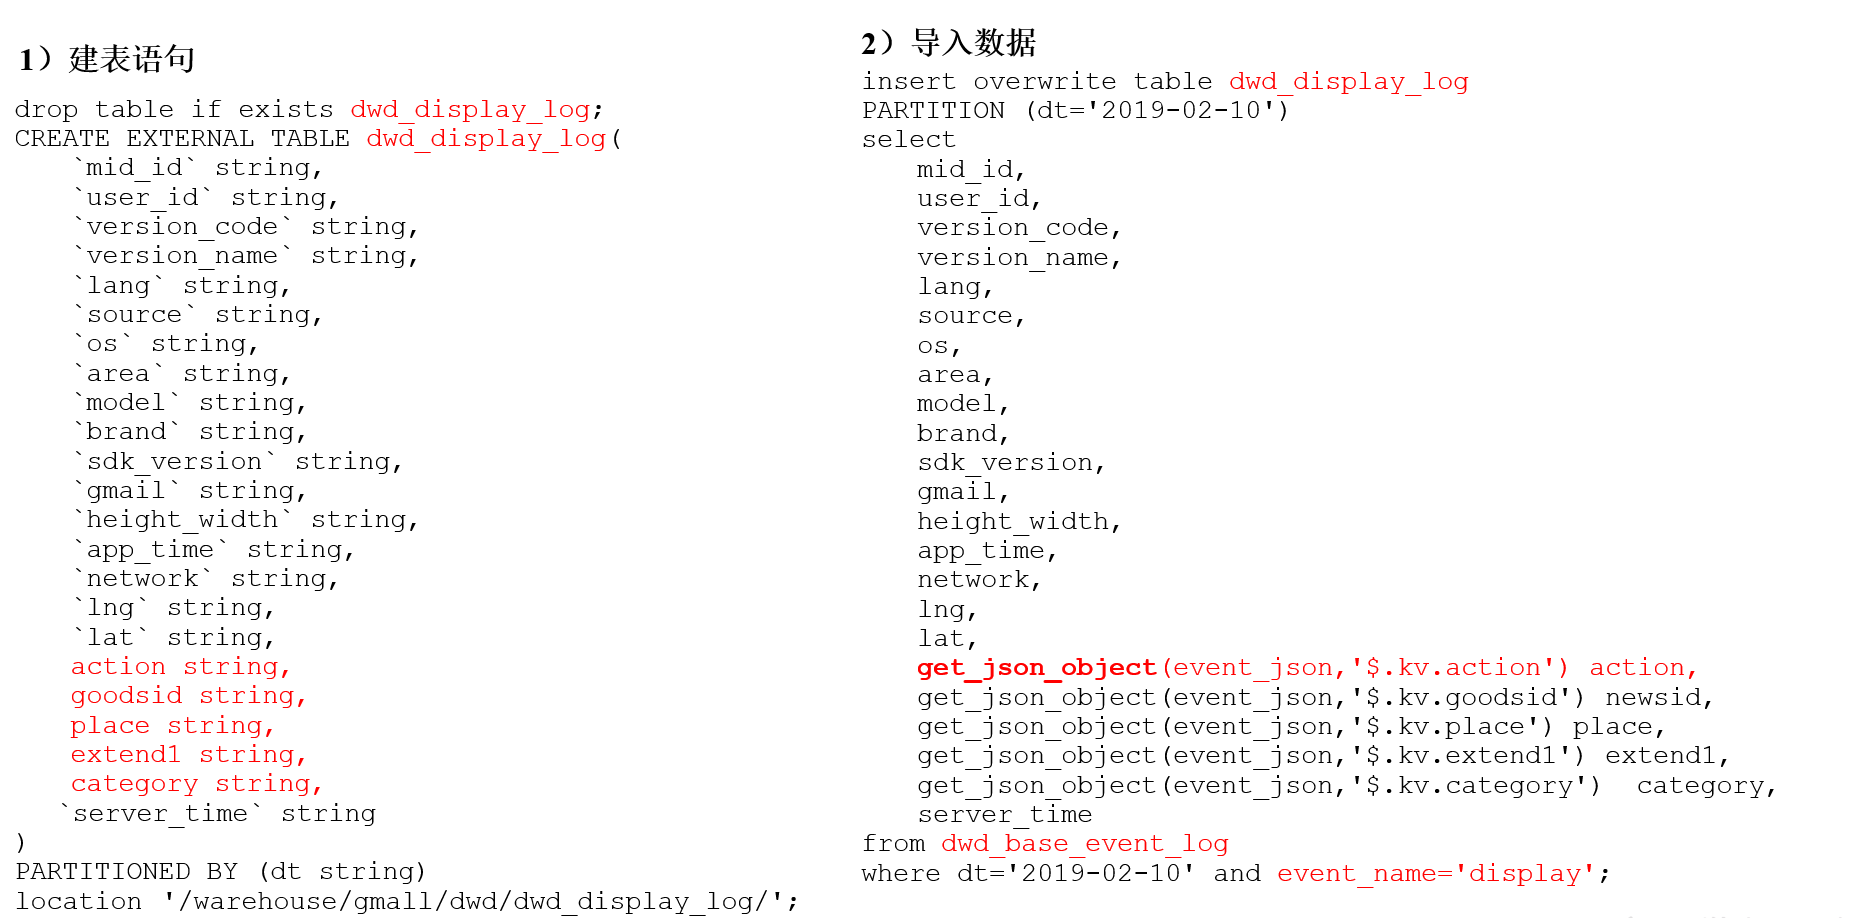 1）建表语句
drop table if exists dwd_display_log;
CREATE EXTERNAL TABLE dwd_display_log(
`mid_id` string,
`user_id` string,
`version_code` string,
`version_name` string,
`lang` string,
`source` string,
`os` string,
`area` string,
`model` string,
`brand` string,
`sdk_version` string,
`gmail` string,
`height_width` string,
`app_time` string,
`network` string,
`lng` string,
`lat` string,
action string,
goodsid string,
place string,
extend1 string,
category string,
`server_time` string
)
PARTITIONED BY (dt string)
location '/warehouse/gmall/dwd/dwd_display_log/';
2）导入数据
insert overwrite table dwd_display_log
PARTITION (dt='2019-02-10')
select
mid_id,
user_id,
version_code,
version_name,
lang,
source,
os,
area,
model,
brand,
sdk_version,
gmail,
height_width,
app_time,
network,
lng,
lat,
get_json_object(event_json,'$.kv.action') action,
get_json_object(event_json,'$.kv.goodsid') newsid,
get_json_object(event_json,'$.kv.place') place,
get_json_object(event_json,'$.kv.extend1') extend1,
get_json_object(event_json,'$.kv.category')  category,
server_time
from dwd_base_event_log
where dt='2019-02-10' and event_name='display';